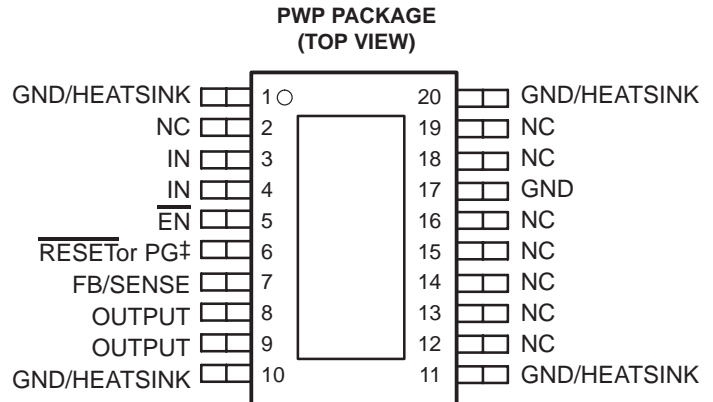 PWP PACKAGE
(TOP VIEW)
GND/HEATSINK 1 20 GND/HEATSINK
NC 2 19 NC
IN 3 18 NC
IN 4 17 GND
EN 5 16 NC
RESETor PG‡ 6 15 NC
FB/SENSE 7 14 NC
OUTPUT 8 13 NC
OUTPUT 9 12 NC
GND/HEATSINK 10 11 GND/HEATSINK